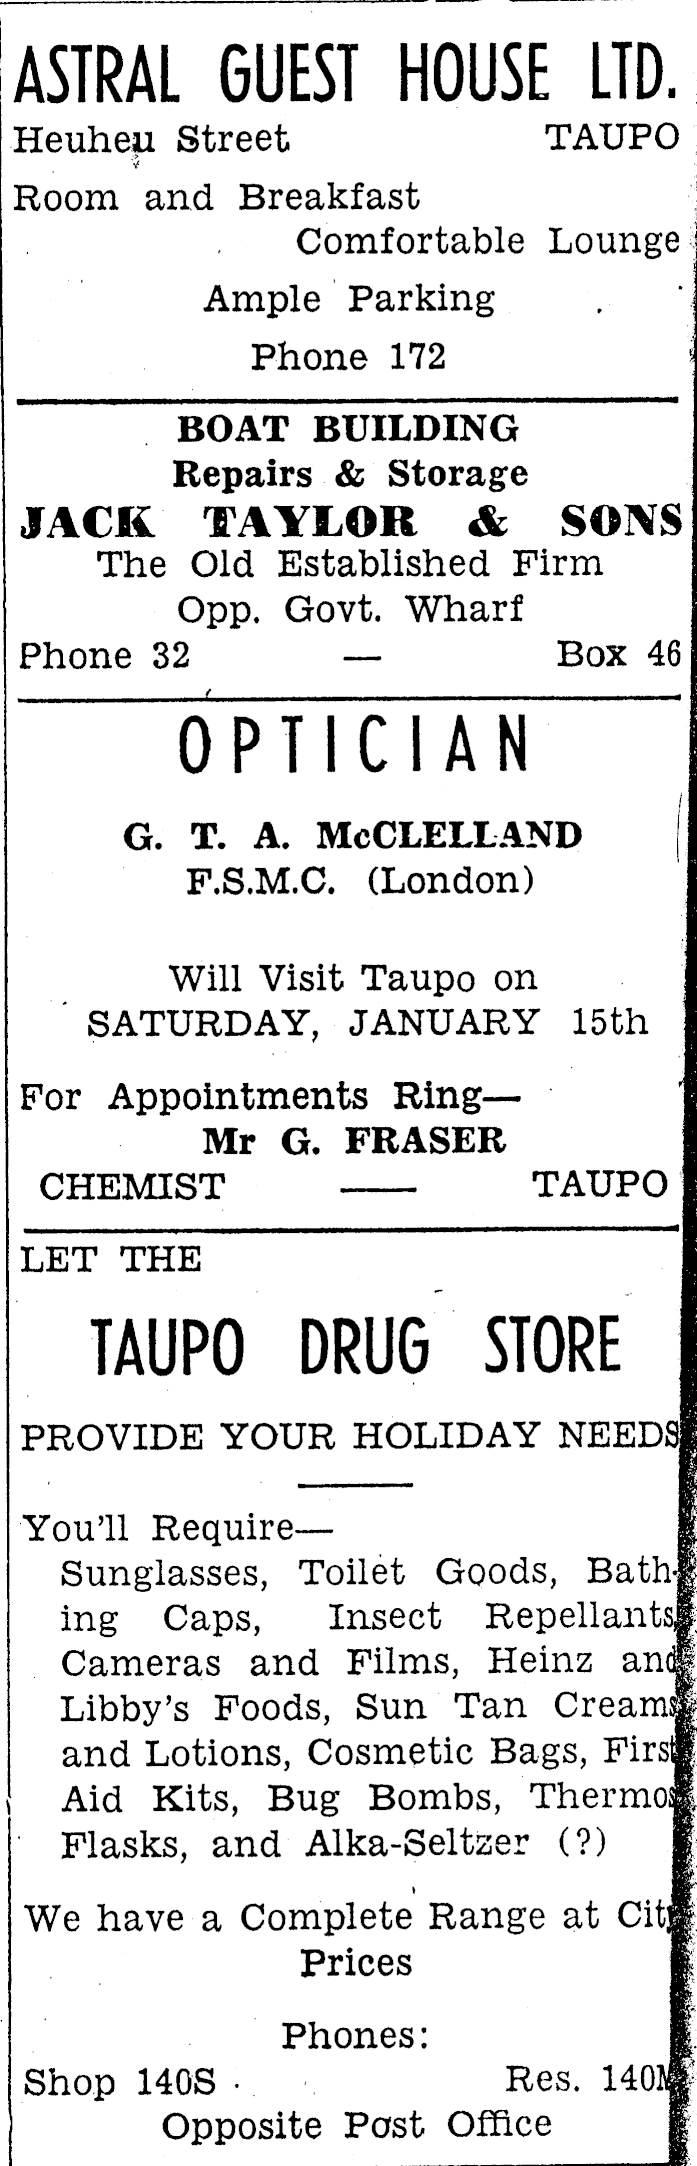 ASTRAL GUEST HOUSE LTD.
Heuheu Street TAUPO
Room and Breakfast
Comfortable Lounge
Ample Parking
Phone 172
BOAT BUILDING
Repairs & Storage
JACK TAYLOR & SONS
The Old Established Firm
Opp. Govt. Wharf
Phone 32 — Box 46
OPTICIAN
G. T. A. McCLELLAND
F.S.M.C. (London)
Will Visit Taupo on
SATURDAY, JANUARY 15th
For Appointments Ring—
Mr G. FRASER
CHEMIST —— TAUPO
LET THE
TAUPO DRUG STORE
PROVIDE YOUR HOLIDAY NEEDS
You'll Require—
Sunglasses, Toilet Goods, Bath-
ing Caps, Insect Repellants,
Cameras and Films, Heinz and
Libby's Foods, Sun Tan Creams
and Lotions, Cosmetic Bags, First
Aid Kits, Bug Bombs, Thermos
Flasks, and Alka-Seltzer (?)
We have a Complete Range at City
Prices
Phones:
Shop 140S Res. 140M
Opposite Post Office